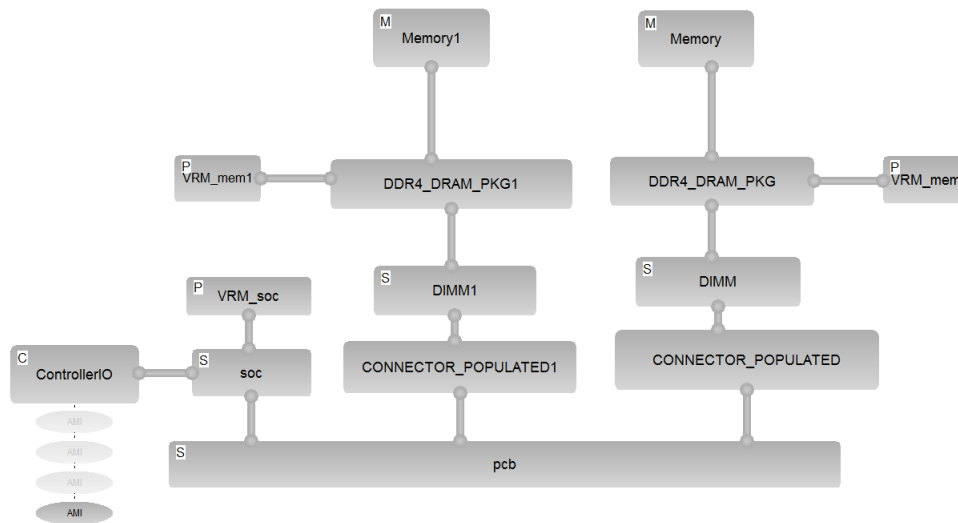 M
Memory1
M
Memory
P
VRM_mem1
DDR4_DRAM_PKG1
DDR4_DRAM_PKG
P
VRM_mem
S
DIMM1
S
DIMM
P
VRM_soc
C
ControllerIO
S
soc
CONNECTOR_POPULATED1
CONNECTOR_POPULATED
AMI
AMI
AMI
AMI
S
pcb